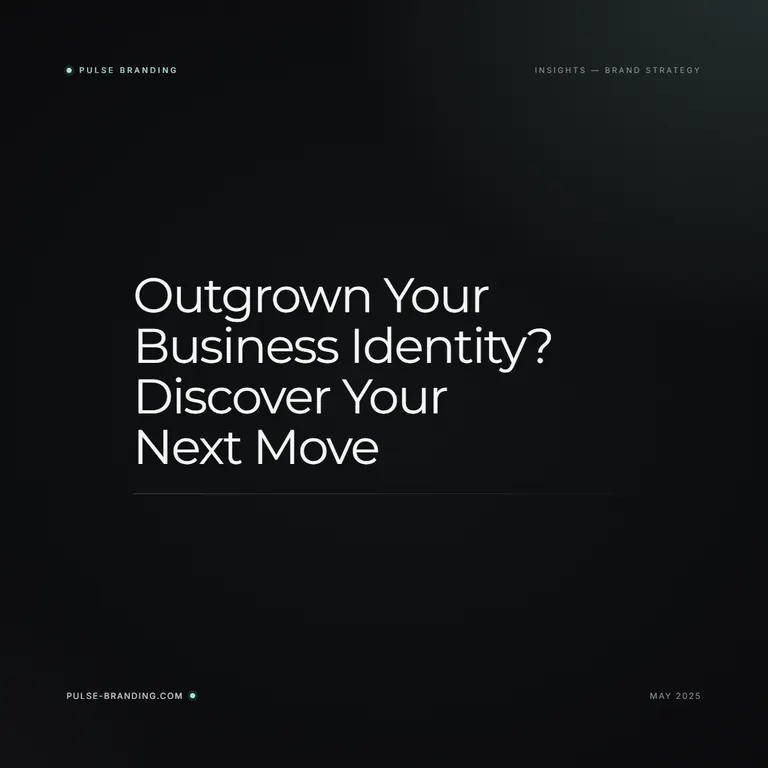 PULSE BRANDING
INSIGHTS — BRAND STRATEGY
Outgrown Your
Business Identity?
Discover Your
Next Move
PULSE-BRANDING.COM
MAY 2025